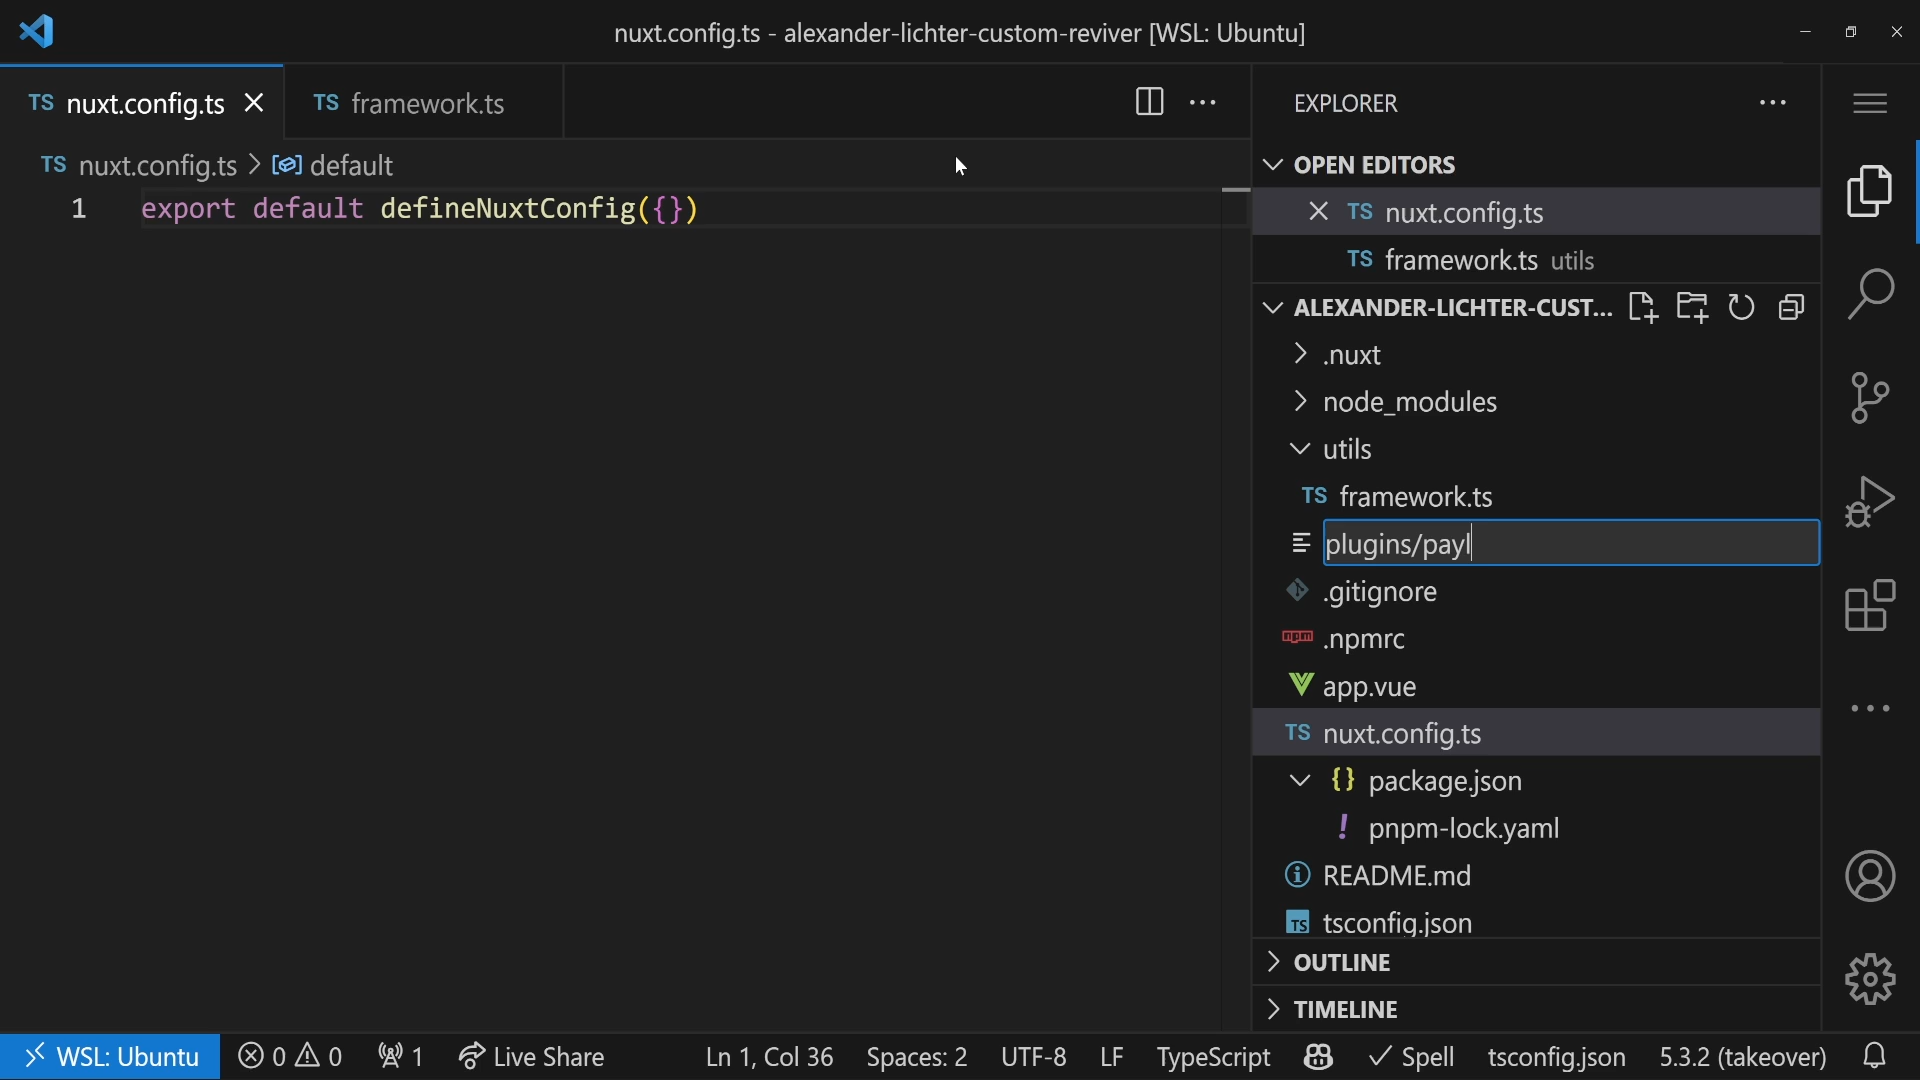 nuxt.config.ts - alexander-lichter-custom-reviver [WSL: Ubuntu]
TS nuxt.config.ts
TS framework.ts
TS nuxt.config.ts > default
1 export default defineNuxtConfig({})
EXPLORER
OPEN EDITORS
TS nuxt.config.ts
TS framework.ts utils
ALEXANDER-LICHTER-CUST...
.nuxt
node_modules
utils
TS framework.ts
plugins/payl
.gitignore
npm .npmrc
app.vue
TS nuxt.config.ts
{} package.json
! pnpm-lock.yaml
README.md
TS tsconfig.json
OUTLINE
TIMELINE
WSL: Ubuntu 0 0 1 Live Share Ln 1, Col 36 Spaces: 2 UTF-8 LF TypeScript Spell tsconfig.json 5.3.2 (takeover)